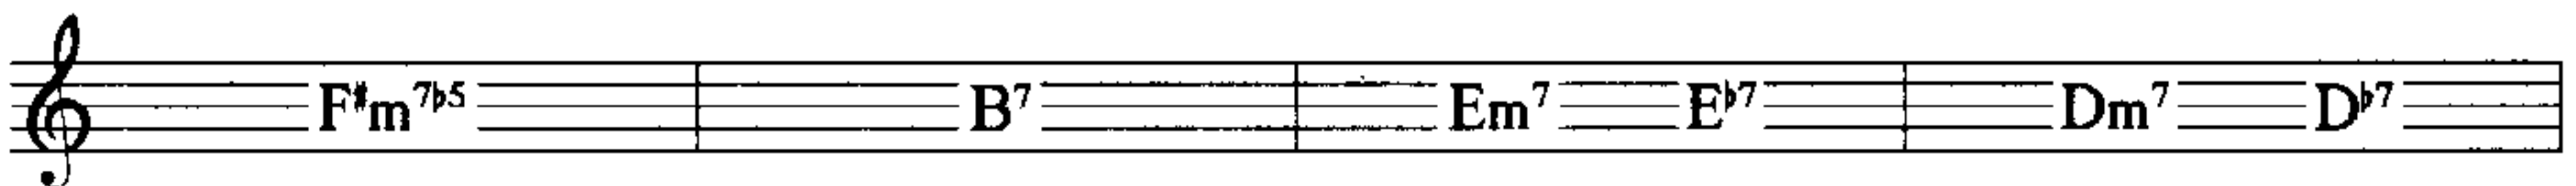 F♯m7♭5 B7 Em7 E♭7 Dm7 D♭7